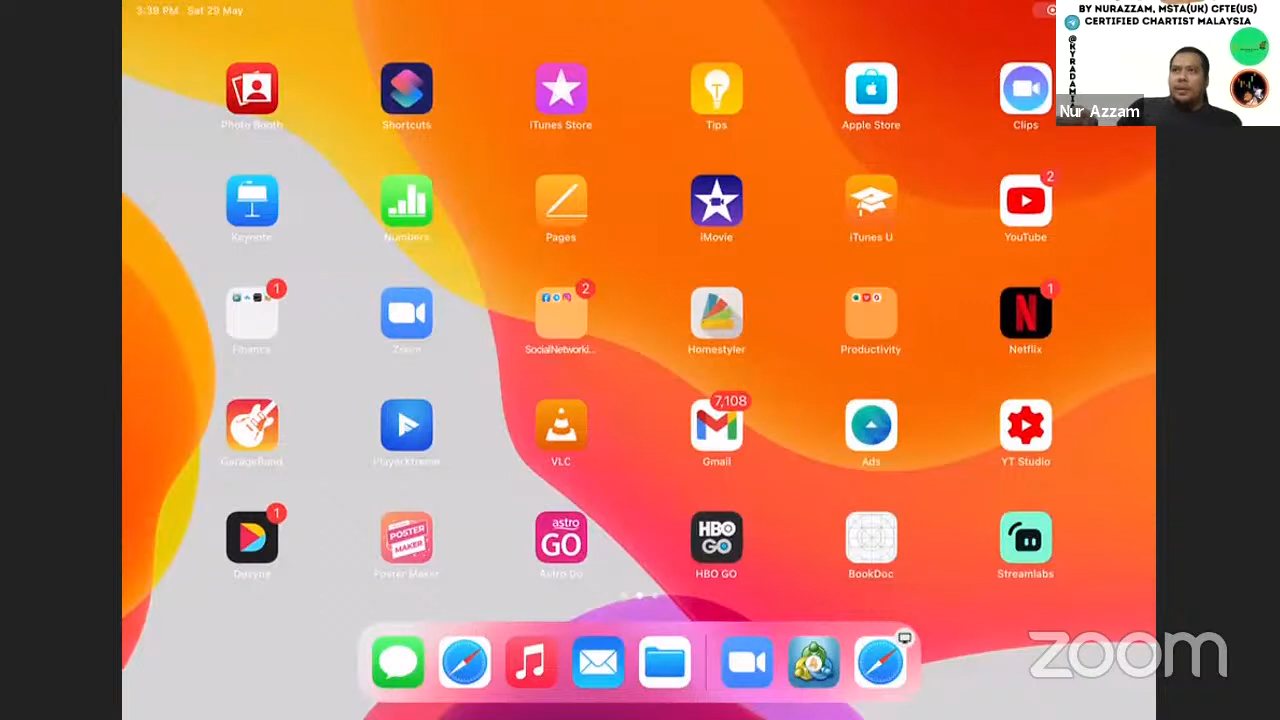 3:39 PM Sat 29 May
BY NURAZZAM, MSTA(UK) CFTE(US)
CERTIFIED CHARTIST MALAYSIA
Nur Azzam
Photo Booth
Shortcuts
iTunes Store
Tips
Apple Store
Clips
2
Keynote
Numbers
Pages
iMovie
iTunes U
YouTube
1
2
1
Finance
Zoom
SocialNetworki...
Homestyler
Productivity
Netflix
7,108
GarageBand
PlayerXtreme
VLC
Gmail
Ads
YT Studio
1
POSTER
MAKER
astro
GO
HBO
GO
Doxyne
Poster Maker
Astro Go
HBO GO
BookDoc
Streamlabs
4
zoom